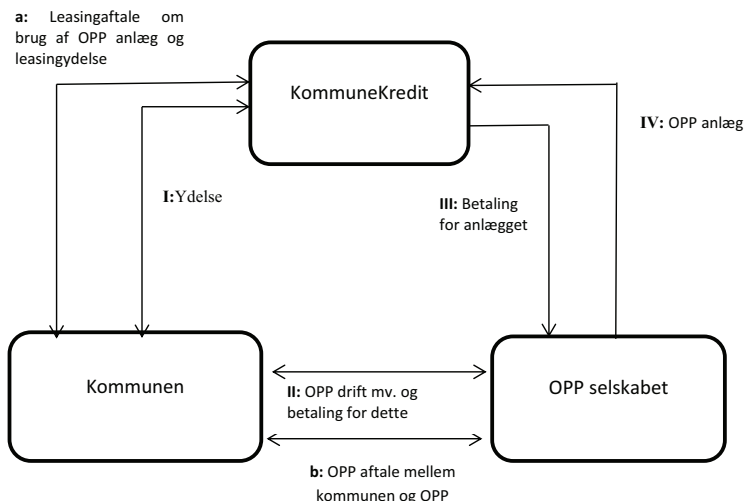 a: Leasingaftale om
brug af OPP anlæg og
leasingydelse
KommuneKredit
IV: OPP anlæg
I:Ydelse
III: Betaling
for anlægget
Kommunen
II: OPP drift mv. og
betaling for dette
OPP selskabet
b: OPP aftale mellem
kommunen og OPP